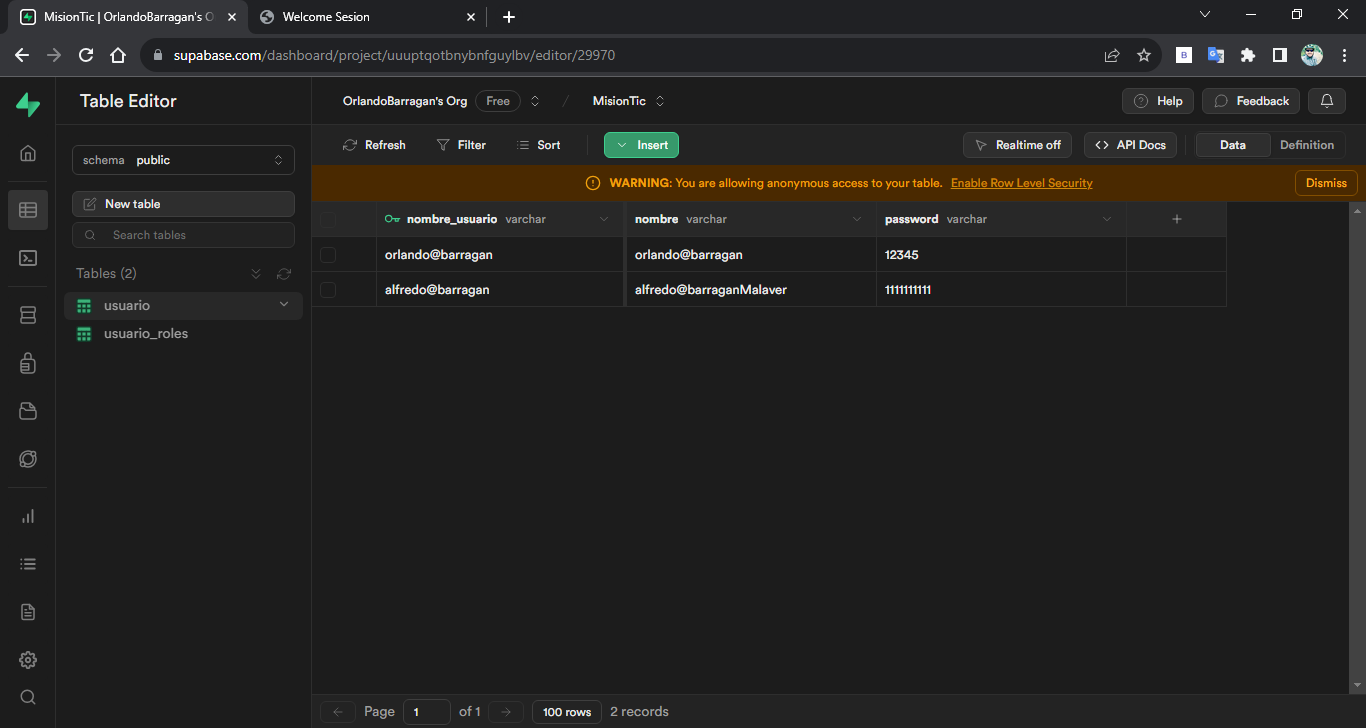 MisionTic | OrlandoBarragan's O
Welcome Sesion
supabase.com/dashboard/project/uuuptqotbnybnfguylbv/editor/29970
B
Table Editor
OrlandoBarragan's Org Free / MisionTic
Help Feedback
schema public
Refresh Filter Sort Insert
Realtime off <> API Docs Data Definition
WARNING: You are allowing anonymous access to your table. Enable Row Level Security Dismiss
New table
Search tables
Tables (2)
usuario
usuario_roles
nombre_usuario varchar nombre varchar password varchar +
orlando@barragan orlando@barragan 12345
alfredo@barragan alfredo@barraganMalaver 1111111111
Page 1 of 1 100 rows 2 records